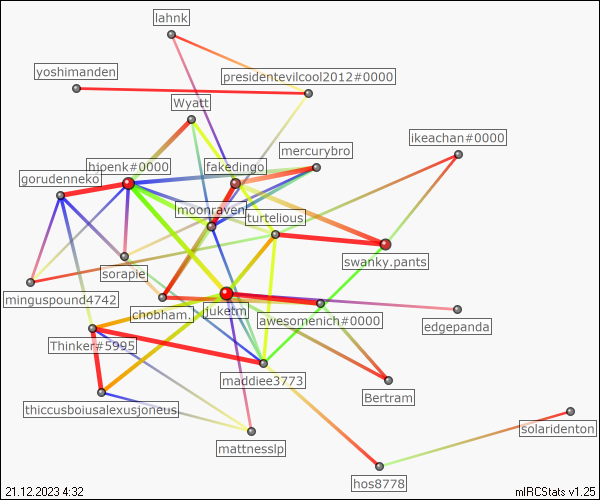 lahnk
yoshimanden
presidentevilcool2012#0000
Wyatt
ikeachan#0000
mercurybro
hipenk#0000
fakedingo
gorudenneko
moonraven
turtelious
swanky.pants
sorapie
minguspound4742
chobham.
juketm
awesomenich#0000
edgepanda
Thinker#5995
maddiee3773
Bertram
thiccusboiusalexusjoneus
solaridenton
mattnesslp
hos8778
21.12.2023 4:32
mIRCStats v1.25